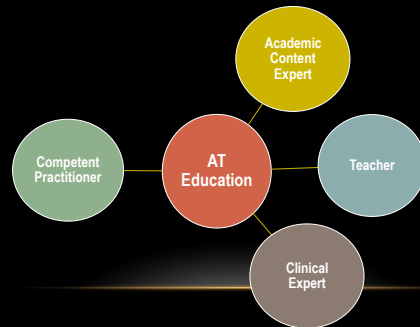 Academic
Content
Expert
Competent
Practitioner
AT
Education
Teacher
Clinical
Expert